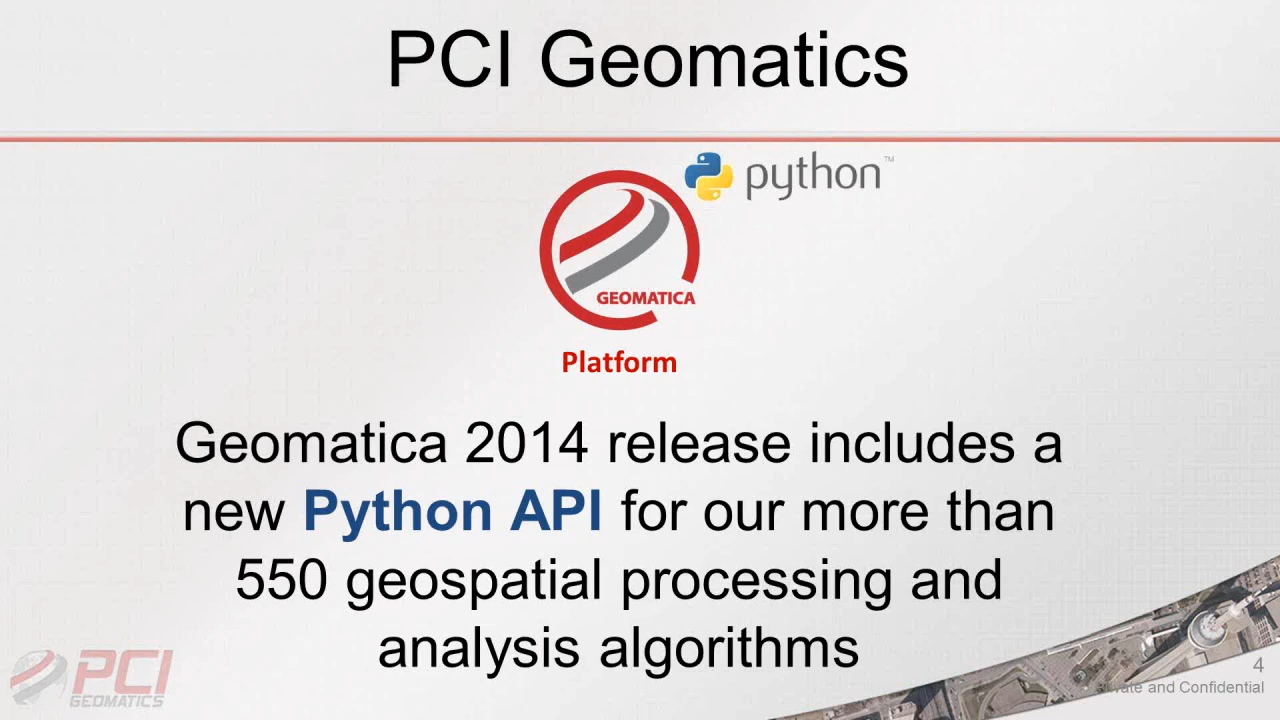 PCI Geomatics
python™
GEOMATICA
Platform
Geomatica 2014 release includes a
new Python API for our more than
550 geospatial processing and
analysis algorithms
PCI
GEOMATICS
4
Private and Confidential